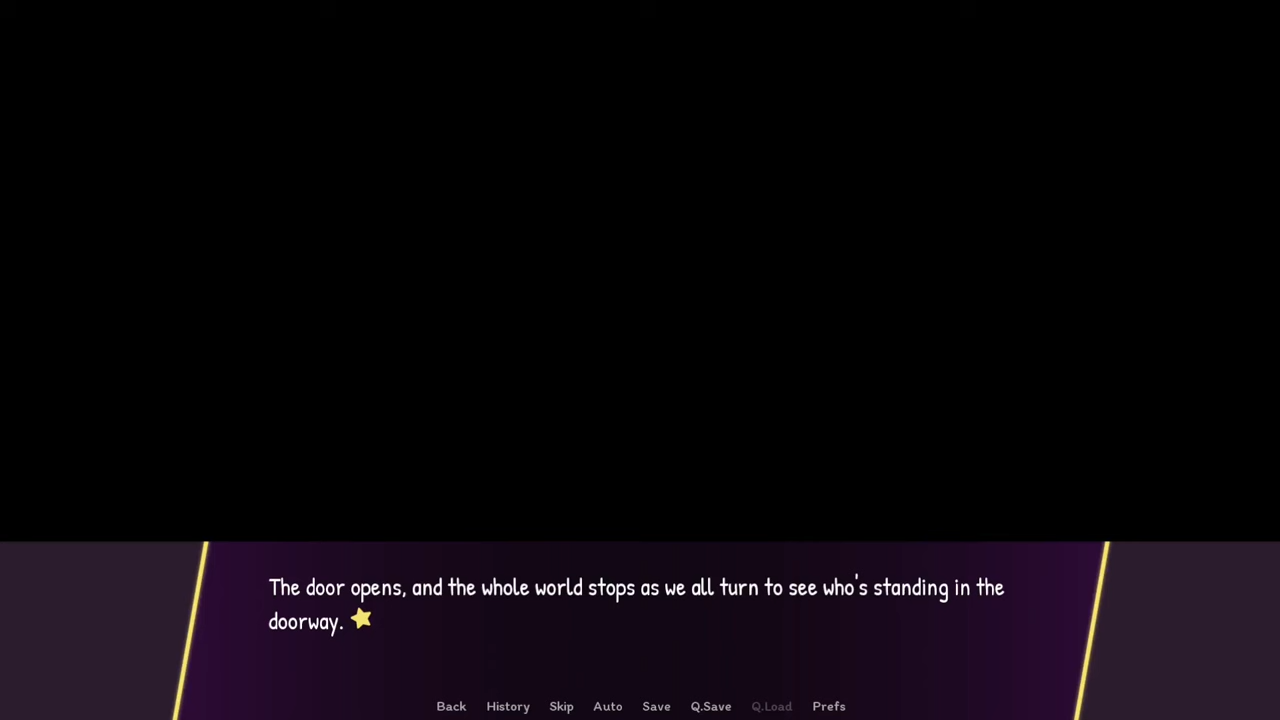 The door opens, and the whole world stops as we all turn to see who's standing in the
doorway.
Back History Skip Auto Save Q.Save Q.Load Prefs